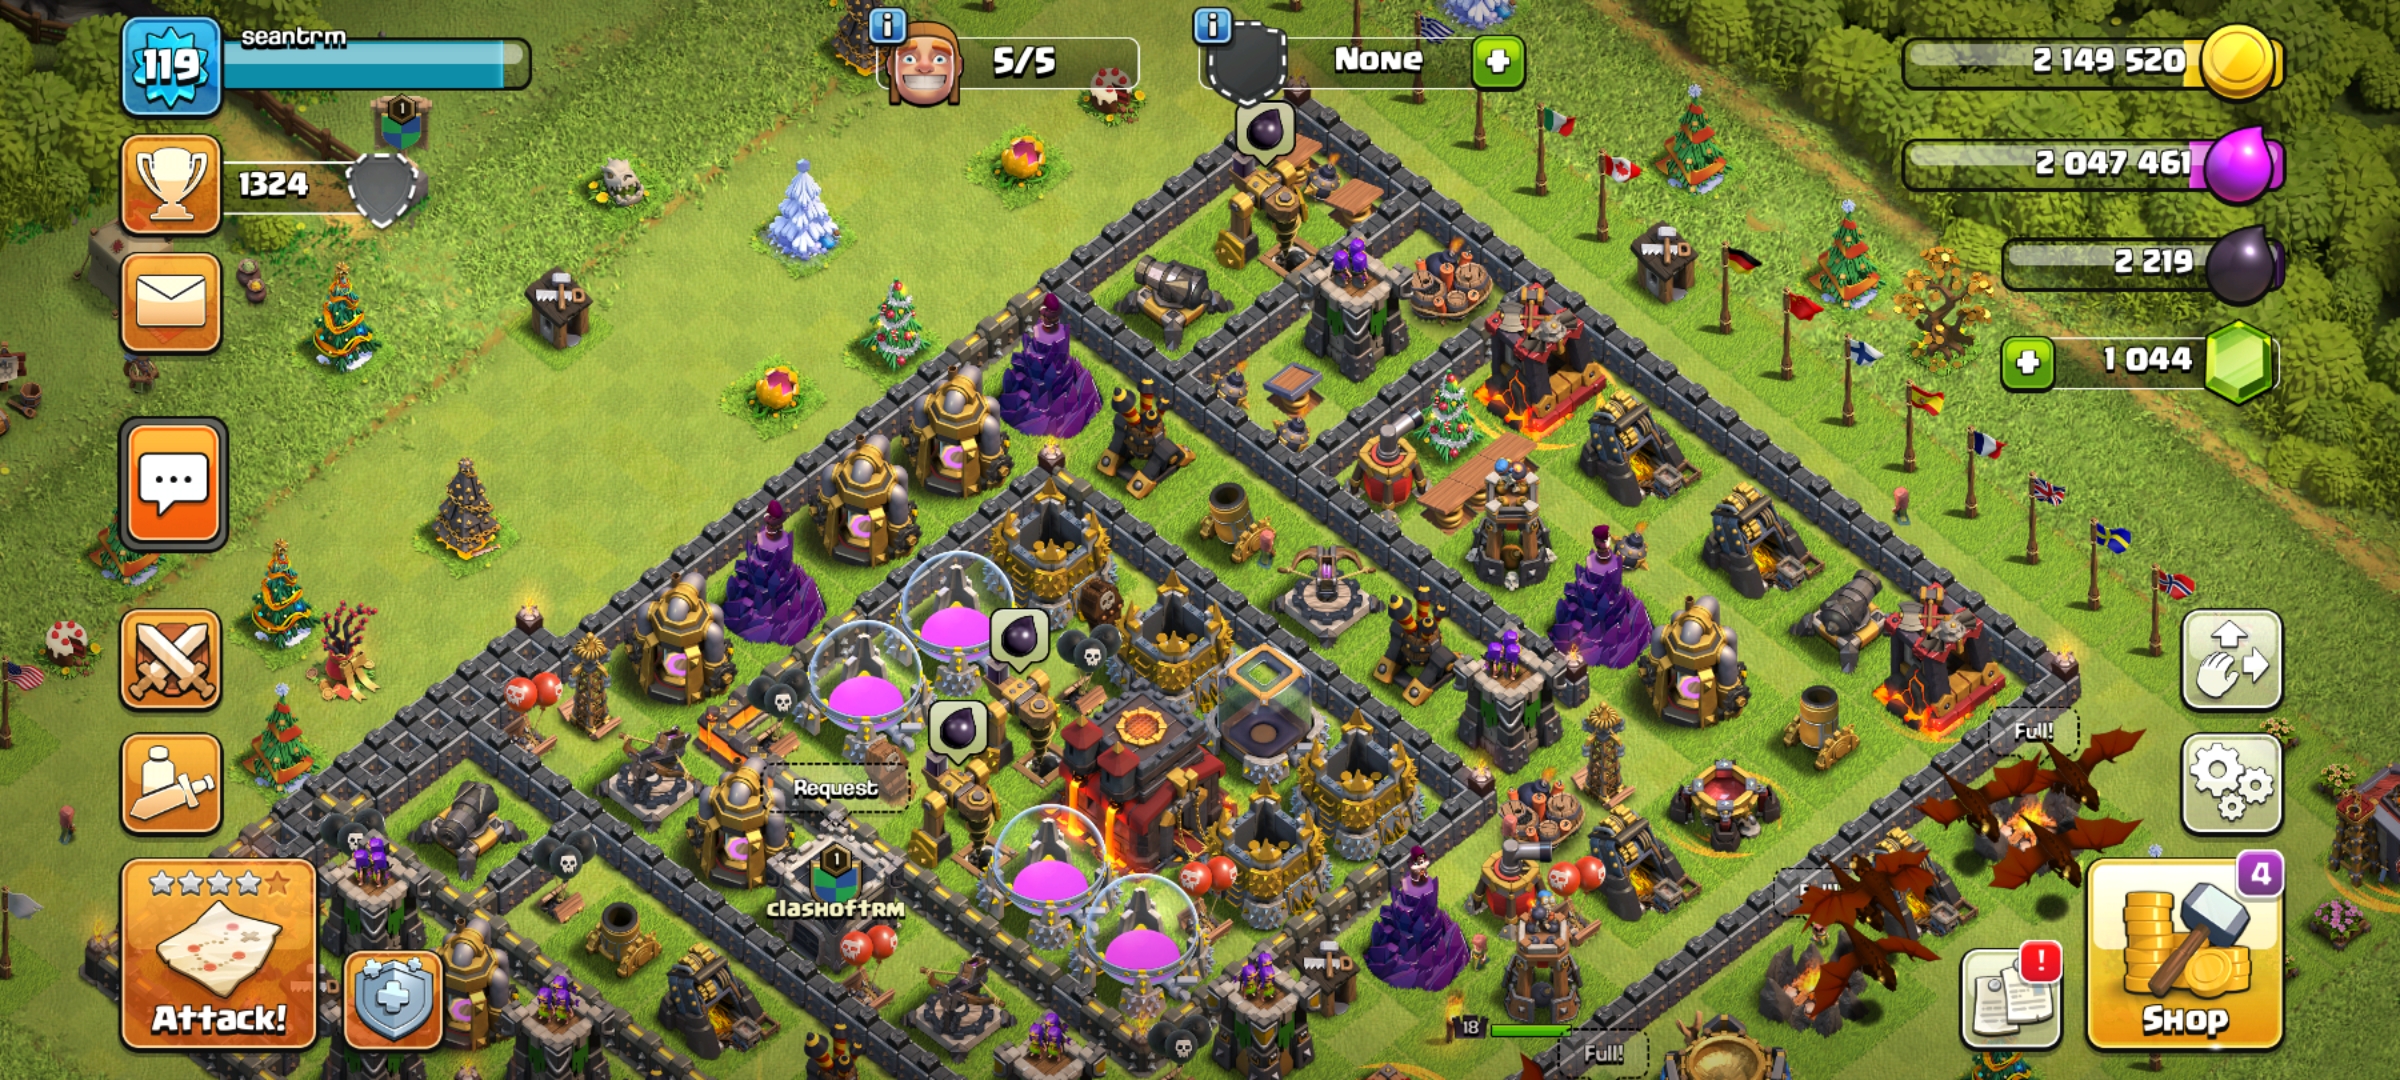 119
seantrm
i
5/5
i
None
2 149 520
1
1324
2 047 461
2 219
1 044
Full!
Request
1
clashoftRM
4
Attack!
!
Shop
18
Full!